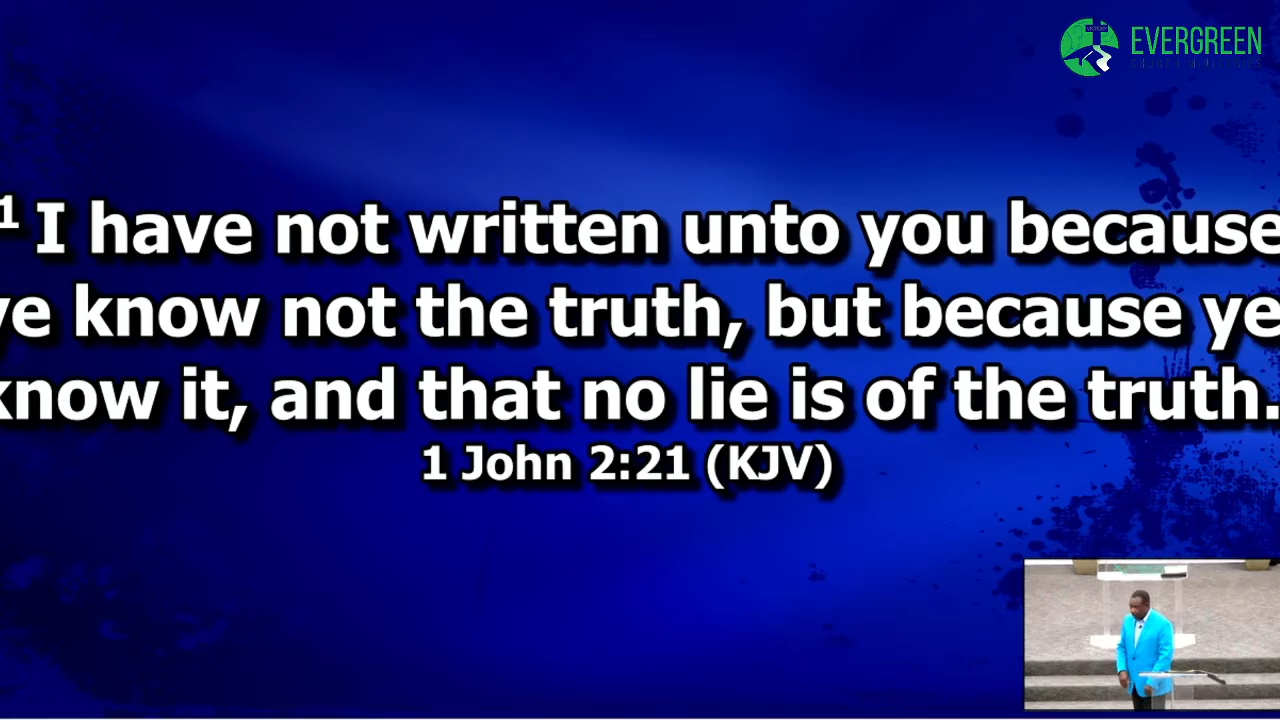 EVERGREEN
1 I have not written unto you because
ye know not the truth, but because ye
know it, and that no lie is of the truth.
1 John 2:21 (KJV)